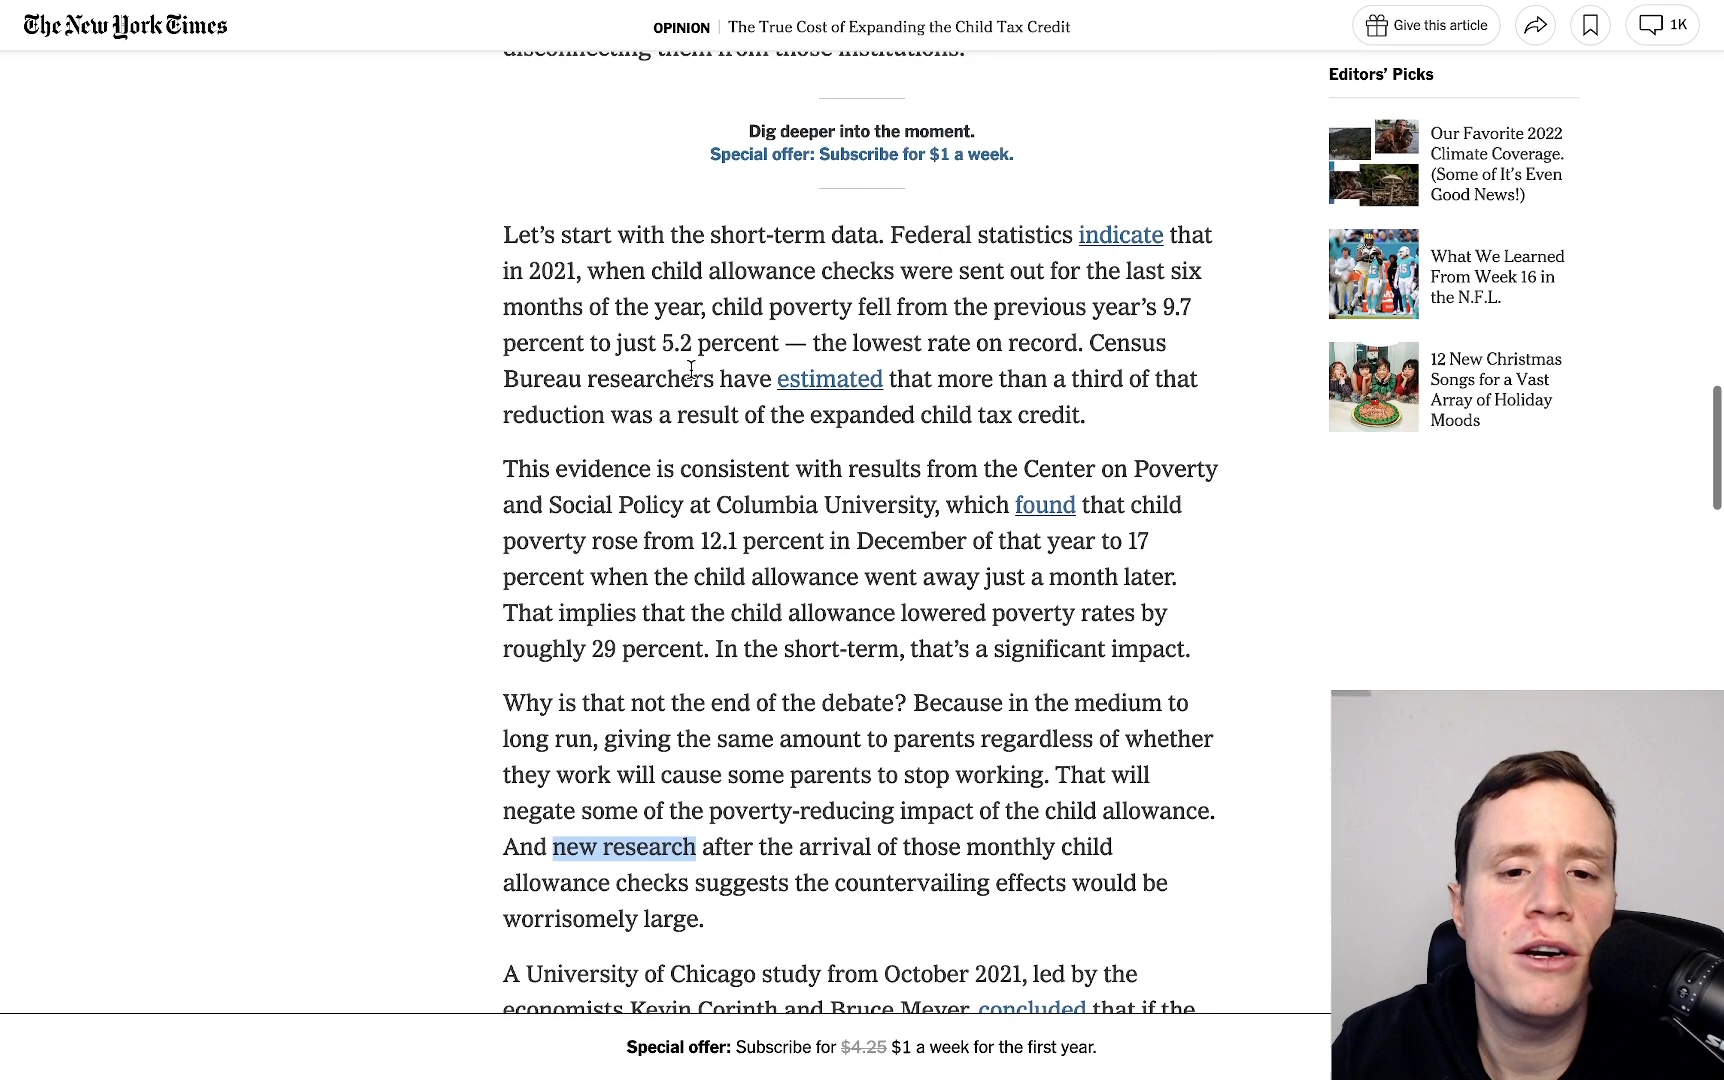 The New York Times
OPINION | The True Cost of Expanding the Child Tax Credit
Give this article
1K
disconnecting them from those institutions.
Dig deeper into the moment.
Special offer: Subscribe for $1 a week.
Let’s start with the short-term data. Federal statistics indicate that
in 2021, when child allowance checks were sent out for the last six
months of the year, child poverty fell from the previous year’s 9.7
percent to just 5.2 percent — the lowest rate on record. Census
Bureau researchers have estimated that more than a third of that
reduction was a result of the expanded child tax credit.
This evidence is consistent with results from the Center on Poverty
and Social Policy at Columbia University, which found that child
poverty rose from 12.1 percent in December of that year to 17
percent when the child allowance went away just a month later.
That implies that the child allowance lowered poverty rates by
roughly 29 percent. In the short-term, that’s a significant impact.
Why is that not the end of the debate? Because in the medium to
long run, giving the same amount to parents regardless of whether
they work will cause some parents to stop working. That will
negate some of the poverty-reducing impact of the child allowance.
And new research after the arrival of those monthly child
allowance checks suggests the countervailing effects would be
worrisomely large.
A University of Chicago study from October 2021, led by the
economists Kevin Corinth and Bruce Meyer, concluded that if the
Editors’ Picks
Our Favorite 2022
Climate Coverage.
(Some of It’s Even
Good News!)
What We Learned
From Week 16 in
the N.F.L.
12 New Christmas
Songs for a Vast
Array of Holiday
Moods
Special offer: Subscribe for $4.25 $1 a week for the first year.